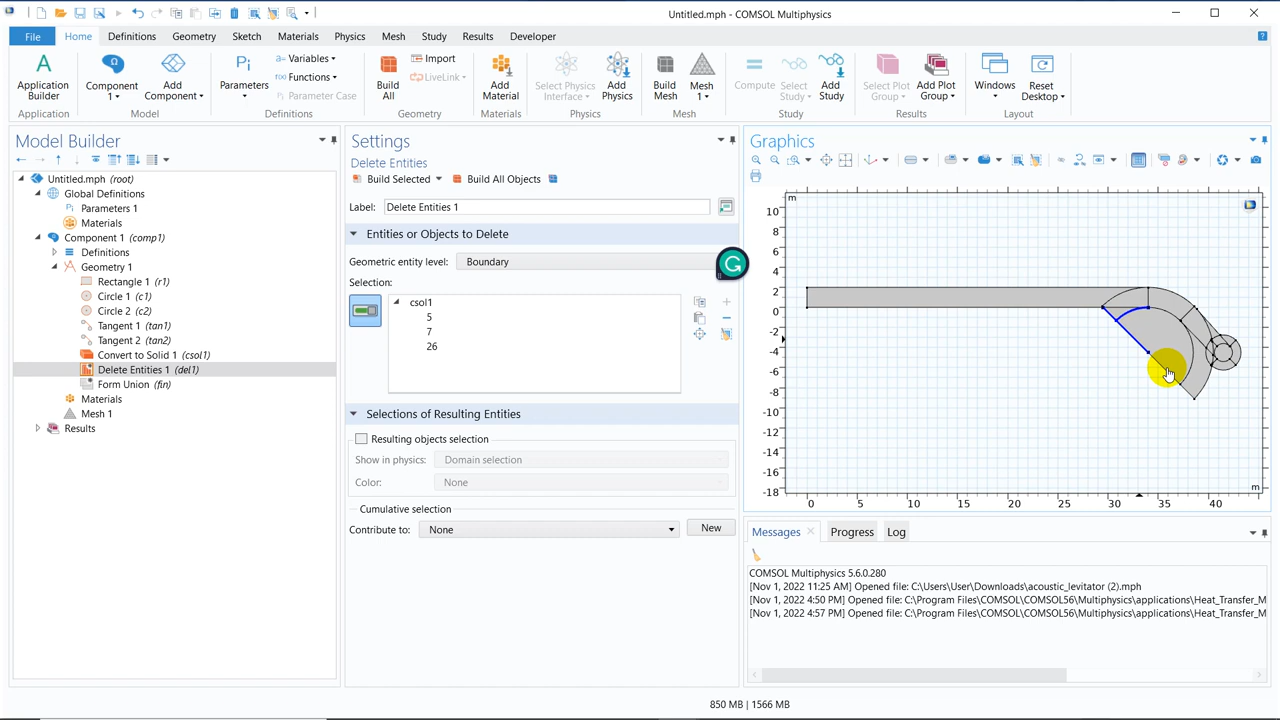 Untitled.mph - COMSOL Multiphysics
File Home Definitions Geometry Sketch Materials Physics Mesh Study Results Developer
Application Builder
Component 1
Add Component
Parameters
a= Variables
f(x) Functions
Parameter Case
Build All
Import
LiveLink
Add Material
Select Physics Interface
Add Physics
Build Mesh
Mesh 1
Compute
Select Study
Add Study
Select Plot Group
Add Plot Group
Windows
Reset Desktop
Application Model Definitions Geometry Materials Physics Mesh Study Results Layout
Model Builder
Untitled.mph (root)
Global Definitions
Pi Parameters 1
Materials
Component 1 (comp1)
Definitions
Geometry 1
Rectangle 1 (r1)
Circle 1 (c1)
Circle 2 (c2)
Tangent 1 (tan1)
Tangent 2 (tan2)
Convert to Solid 1 (csol1)
Delete Entities 1 (del1)
Form Union (fin)
Materials
Mesh 1
Results
Settings
Delete Entities
Build Selected Build All Objects
Label: Delete Entities 1
Entities or Objects to Delete
Geometric entity level: Boundary
Selection:
csol1
5
7
26
Selections of Resulting Entities
Resulting objects selection
Show in physics: Domain selection
Color: None
Cumulative selection
Contribute to: None New
Graphics
m
10
8
6
4
2
0
-2
-4
-6
-8
-10
-12
-14
-16
-18
m
0 5 10 15 20 25 30 35 40
Messages Progress Log
COMSOL Multiphysics 5.6.0.280
[Nov 1, 2022 11:25 AM] Opened file: C:\Users\User\Downloads\acoustic_levitator (2).mph
[Nov 1, 2022 4:50 PM] Opened file: C:\Program Files\COMSOL\COMSOL56\Multiphysics\applications\Heat_Transfer_M
[Nov 1, 2022 4:57 PM] Opened file: C:\Program Files\COMSOL\COMSOL56\Multiphysics\applications\Heat_Transfer_M
850 MB | 1566 MB